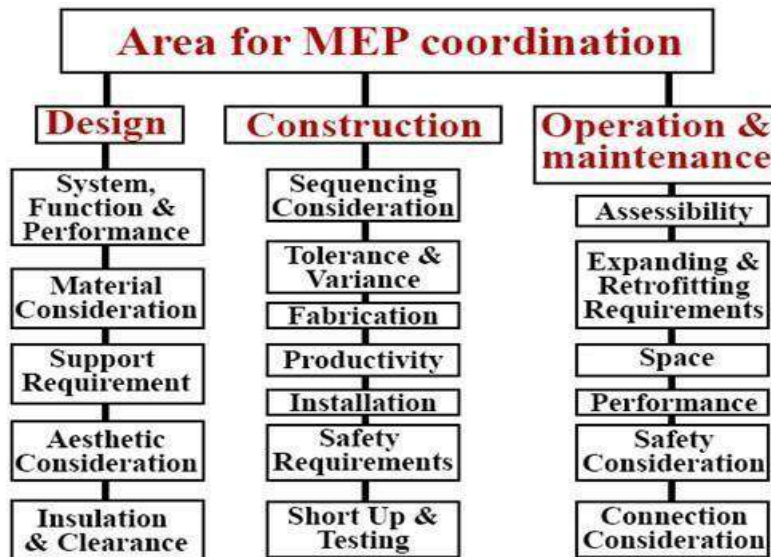 Area for MEP coordination
Design
System,
Function &
Performance
Material
Consideration
Support
Requirement
Aesthetic
Consideration
Insulation
& Clearance
Construction
Sequencing
Consideration
Tolerance &
Variance
Fabrication
Productivity
Installation
Safety
Requirements
Short Up &
Testing
Operation &
maintenance
Assessibility
Expanding &
Retrofitting
Requirements
Space
Performance
Safety
Consideration
Connection
Consideration